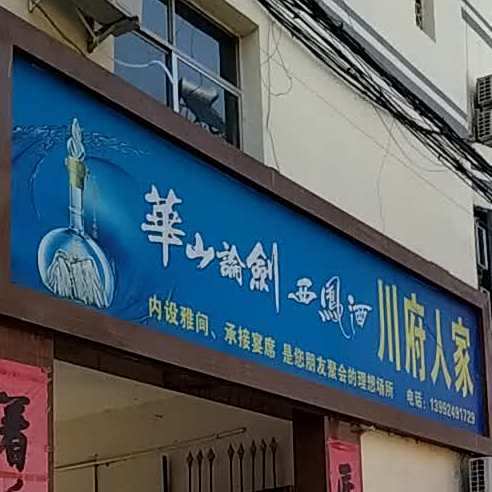 華山論劍 西鳳酒 川府人家
内设雅间、承接宴席 是您朋友聚会的理想场所 电话:13992491729